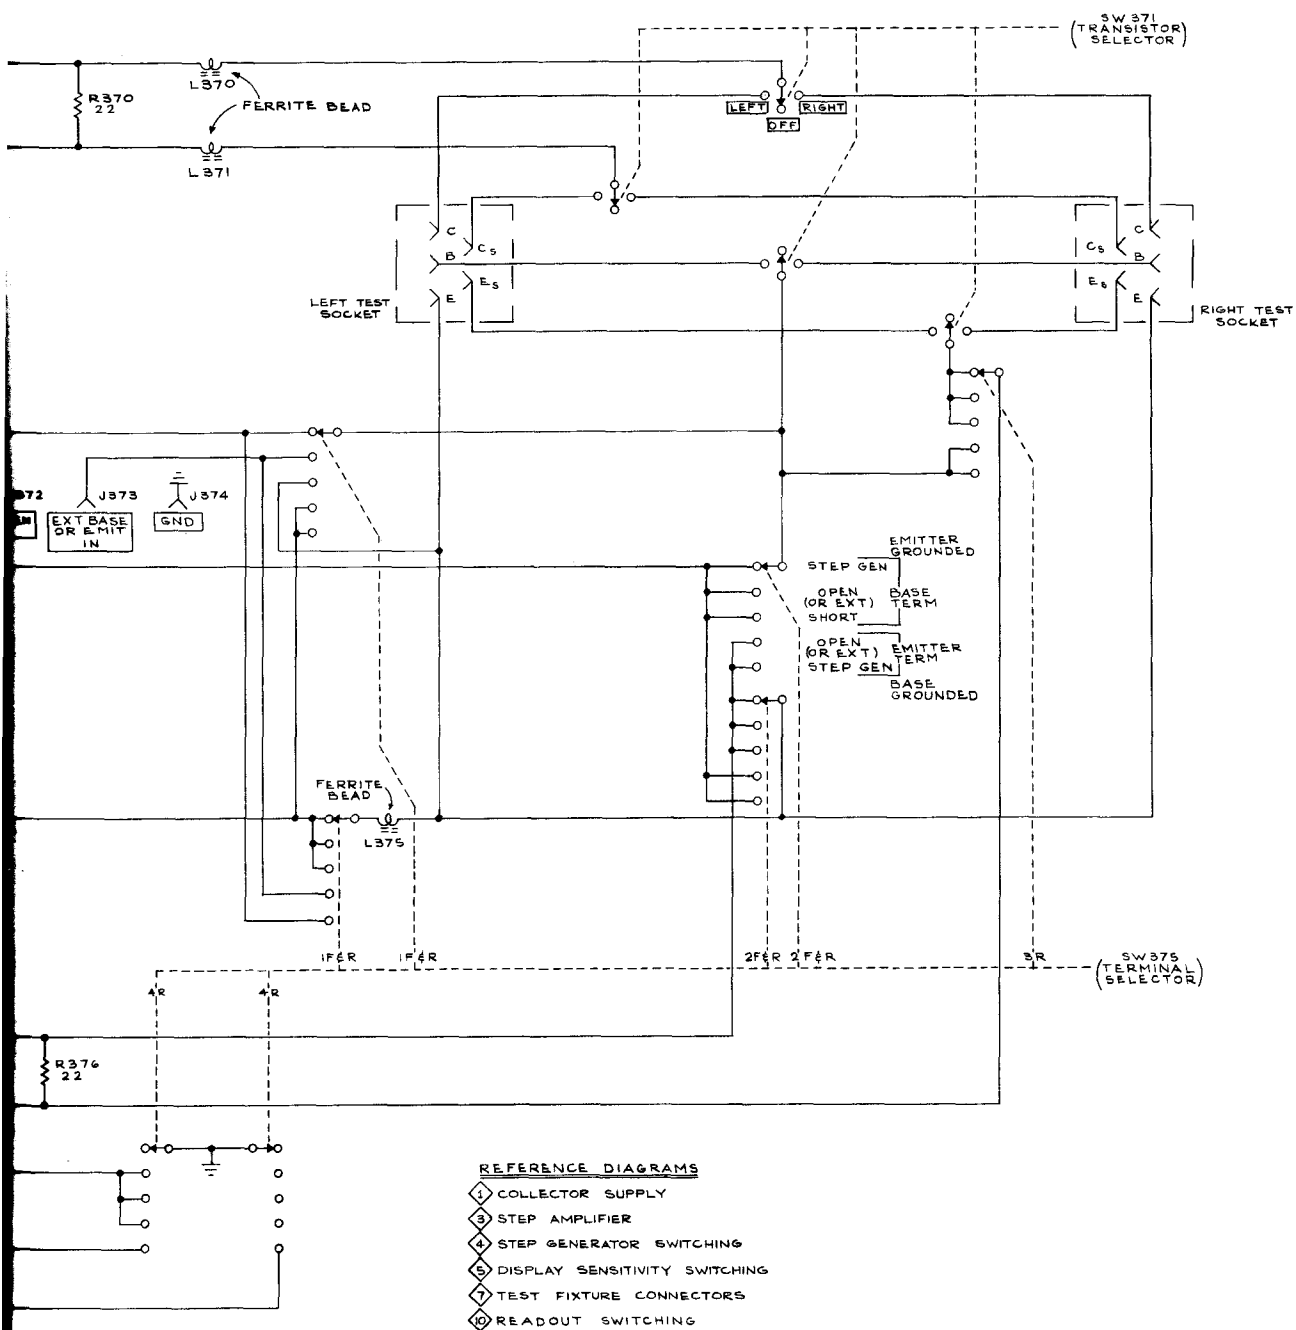 SW 371
(TRANSISTOR
SELECTOR)
R370
22
L370
FERRITE BEAD
L371
LEFT
RIGHT
OFF
C
CS
B
ES
E
LEFT TEST
SOCKET
C
CS
B
ES
E
RIGHT TEST
SOCKET
372
J373
J374
EXT BASE
OR EMIT
IN
GND
EMITTER
GROUNDED
STEP GEN
OPEN
(OR EXT)
BASE
TERM
SHORT
OPEN
(OR EXT)
EMITTER
TERM
STEP GEN
BASE
GROUNDED
FERRITE
BEAD
L375
1F&R
1F&R
2F&R
2F&R
3R
SW375
(TERMINAL
SELECTOR)
4R
4R
R376
22
REFERENCE DIAGRAMS
1 COLLECTOR SUPPLY
3 STEP AMPLIFIER
4 STEP GENERATOR SWITCHING
5 DISPLAY SENSITIVITY SWITCHING
7 TEST FIXTURE CONNECTORS
10 READOUT SWITCHING